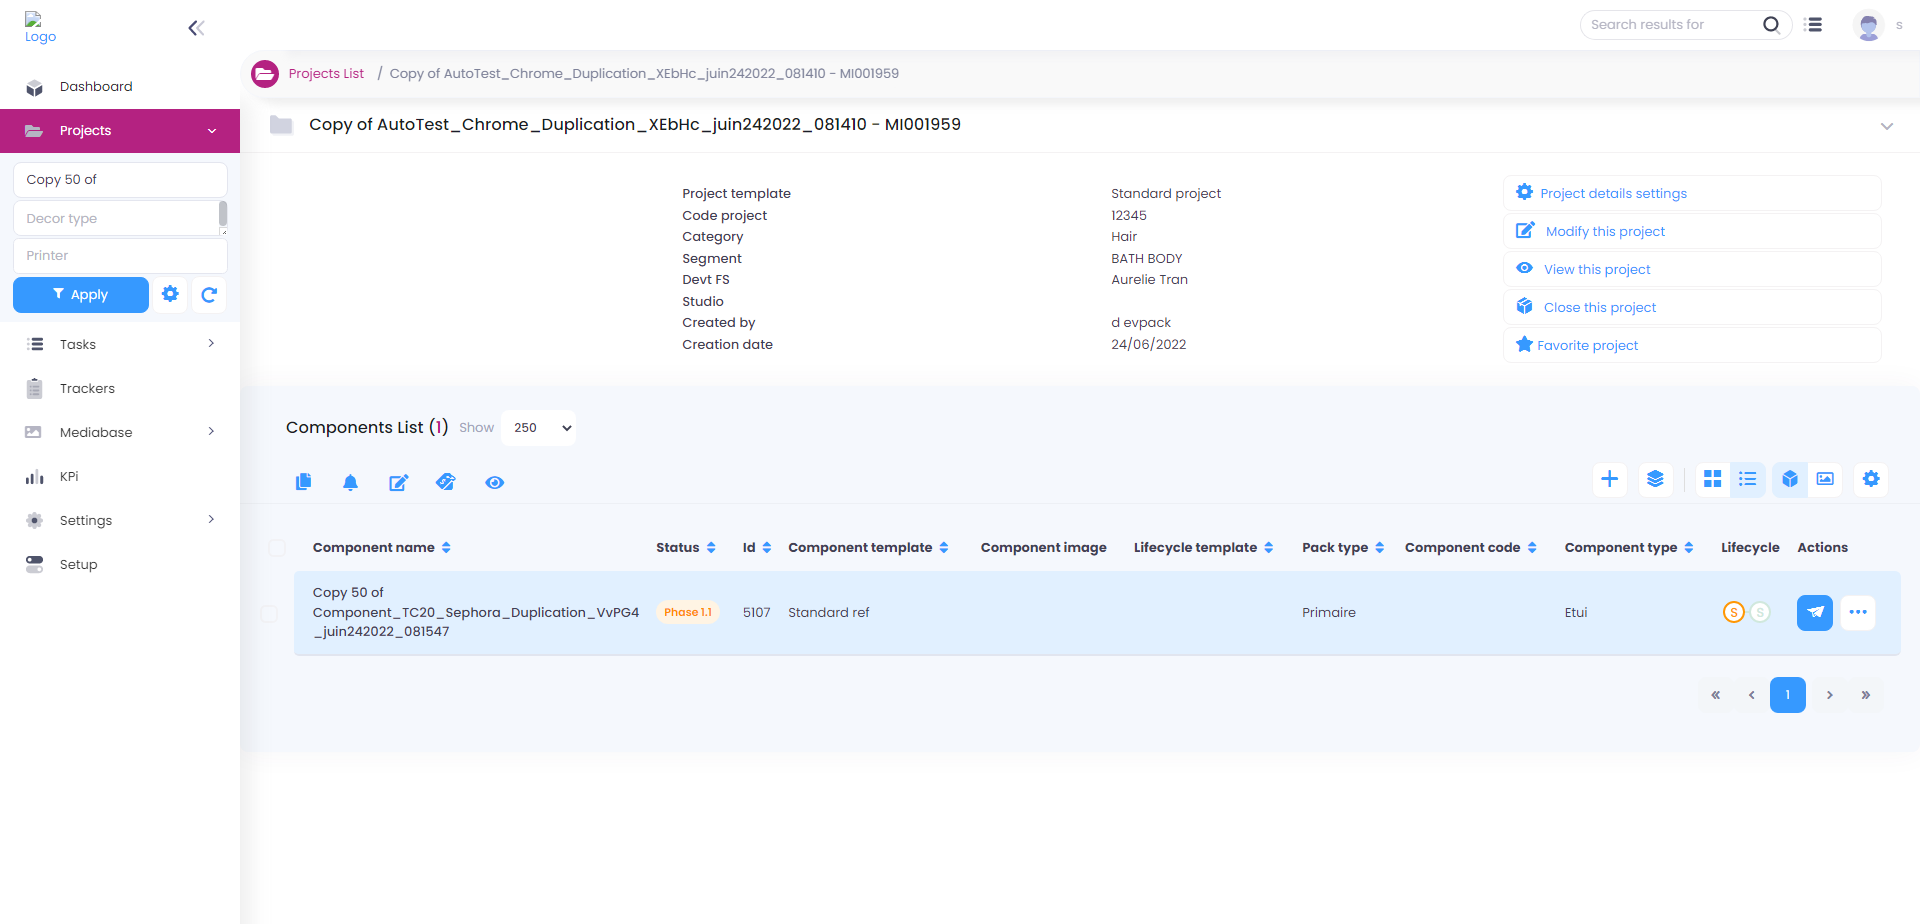 Logo
Search results for
s
Dashboard
Projects
Copy 50 of
Decor type
Printer
Apply
Tasks
Trackers
Mediabase
KPi
Settings
Setup
Projects List / Copy of AutoTest_Chrome_Duplication_XEbHc_juin242022_081410 - MI001959
Copy of AutoTest_Chrome_Duplication_XEbHc_juin242022_081410 - MI001959
Project template Standard project
Code project 12345
Category Hair
Segment BATH BODY
Devt FS Aurelie Tran
Studio
Created by d evpack
Creation date 24/06/2022
Project details settings
Modify this project
View this project
Close this project
Favorite project
Components List (1) Show 250
Component name Status Id Component template Component image Lifecycle template Pack type Component code Component type Lifecycle Actions
Copy 50 of
Component_TC20_Sephora_Duplication_VvPG4
_juin242022_081547
Phase 1.1 5107 Standard ref Primaire Etui S S
« ‹ 1 › »